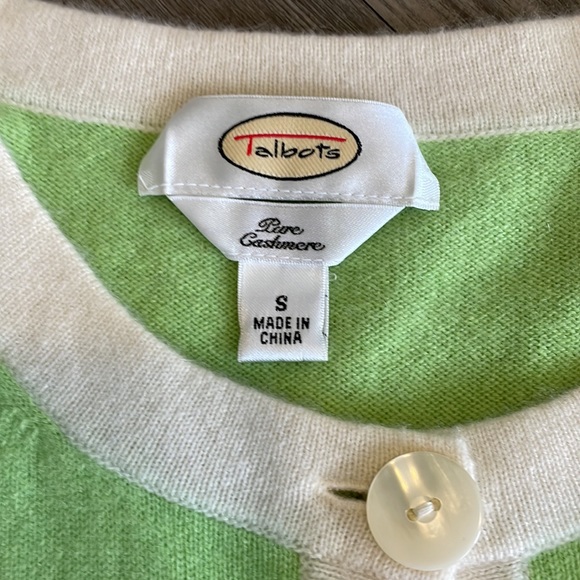 Talbots
Pure
Cashmere
S
MADE IN
CHINA